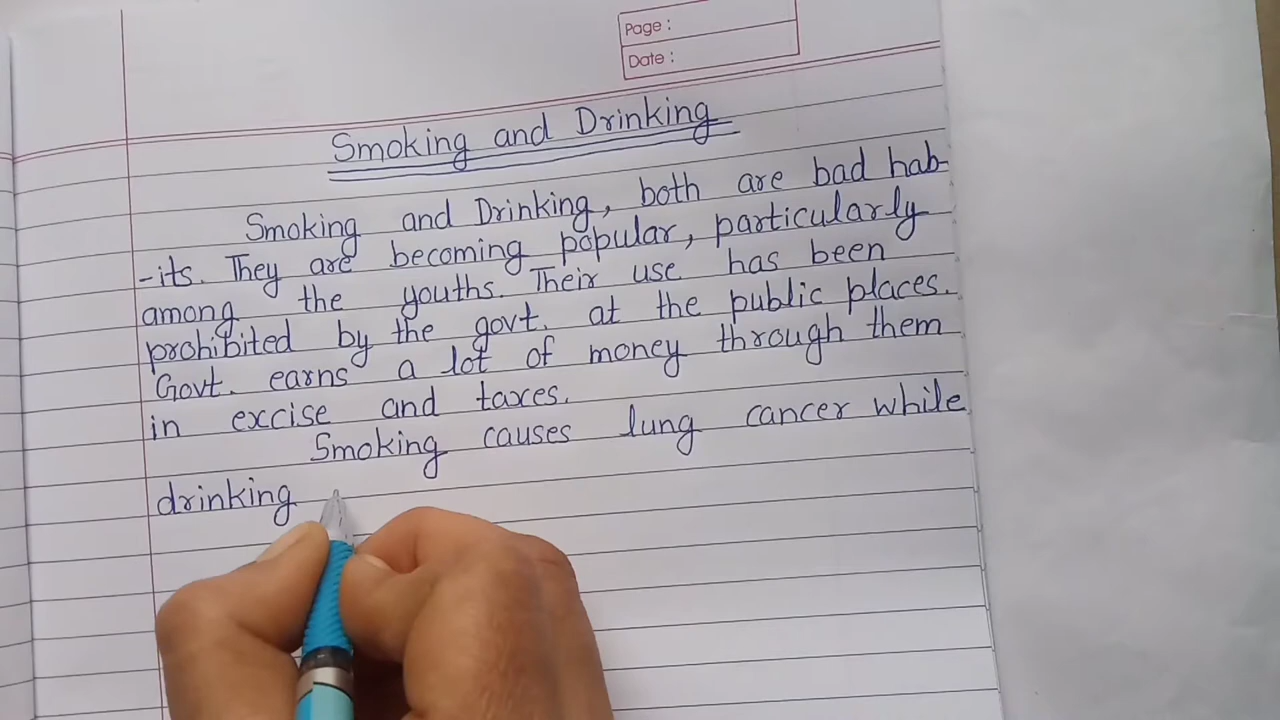 Page :
Date :
Smoking and Drinking
Smoking and Drinking, both are bad hab-
-its. They are becoming popular, particularly
among the youths. Their use has been
prohibited by the govt. at the public places.
Govt. earns a lot of money through them
in excise and taxes.
Smoking causes lung cancer while
drinking